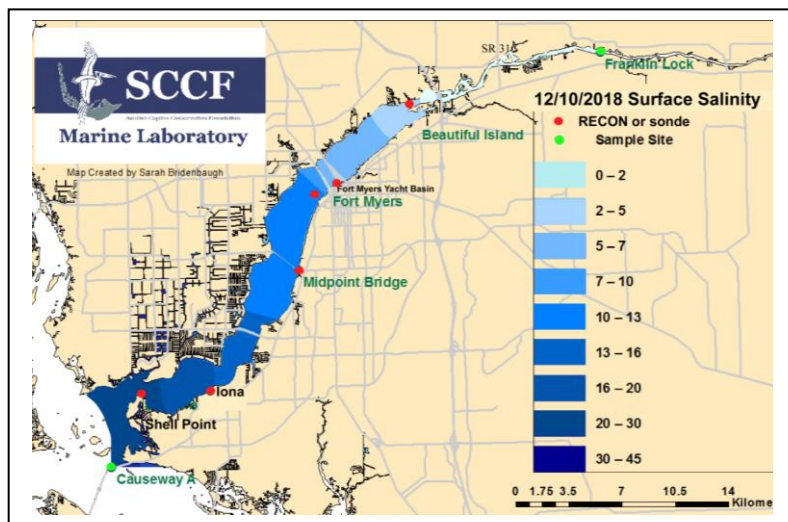 SCCF
Sanibel-Captiva Conservation Foundation
Marine Laboratory
Map Created by Sarah Bridenbaugh
I-75
SR 31
Franklin Lock
Beautiful Island
Fort Myers Yacht Basin
Fort Myers
Midpoint Bridge
Iona
Shell Point
Causeway A
12/10/2018 Surface Salinity
RECON or sonde
Sample Site
0 – 2
2 – 5
5 – 7
7 – 10
10 – 13
13 – 16
16 – 20
20 – 30
30 – 45
0 1.75 3.5 7 10.5 14
Kilome